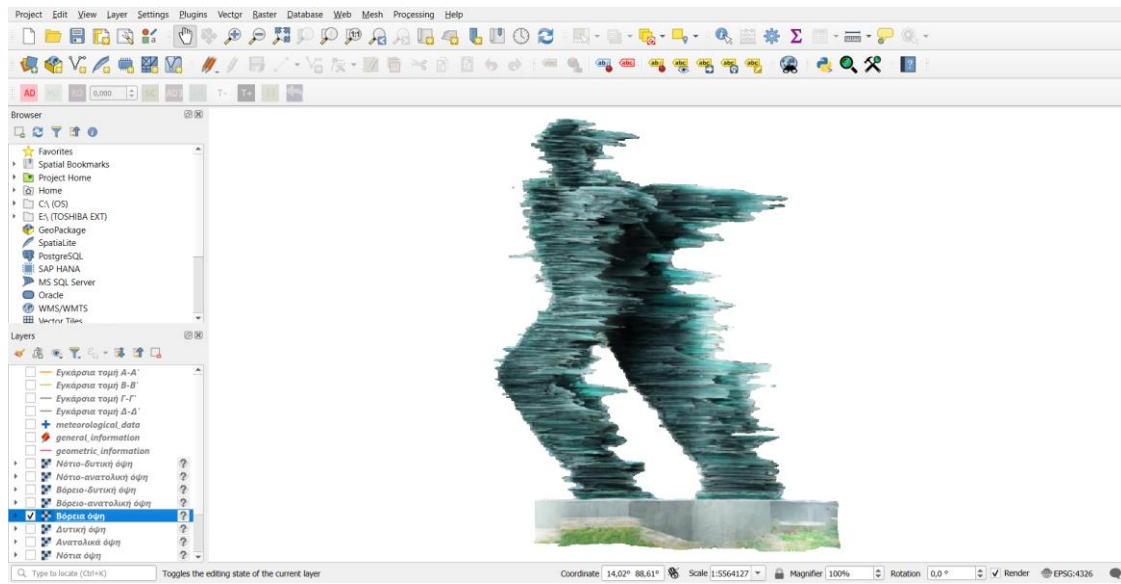 Project Edit View Layer Settings Plugins Vector Raster Database Web Mesh Processing Help
AD
0,000
T-
T+
Browser
Favorites
Spatial Bookmarks
Project Home
Home
C:\ (OS)
E:\ (TOSHIBA EXT)
GeoPackage
SpatiaLite
PostgreSQL
SAP HANA
MS SQL Server
Oracle
WMS/WMTS
Vector Tiles
Layers
Εγκάρσια τομή Α-Α'
Εγκάρσια τομή Β-Β'
Εγκάρσια τομή Γ-Γ'
Εγκάρσια τομή Δ-Δ'
meteorological_data
general_information
geometric_information
Νότιο-δυτική όψη ?
Νότιο-ανατολική όψη ?
Βόρειο-δυτική όψη ?
Βόρειο-ανατολική όψη ?
Βόρεια όψη ?
Δυτική όψη ?
Ανατολικά όψη ?
Νότια όψη ?
Type to locate (Ctrl+K) Toggles the editing state of the current layer Coordinate 14,02° 88,61° Scale 1:5564127 Magnifier 100% Rotation 0,0 ° Render EPSG:4326